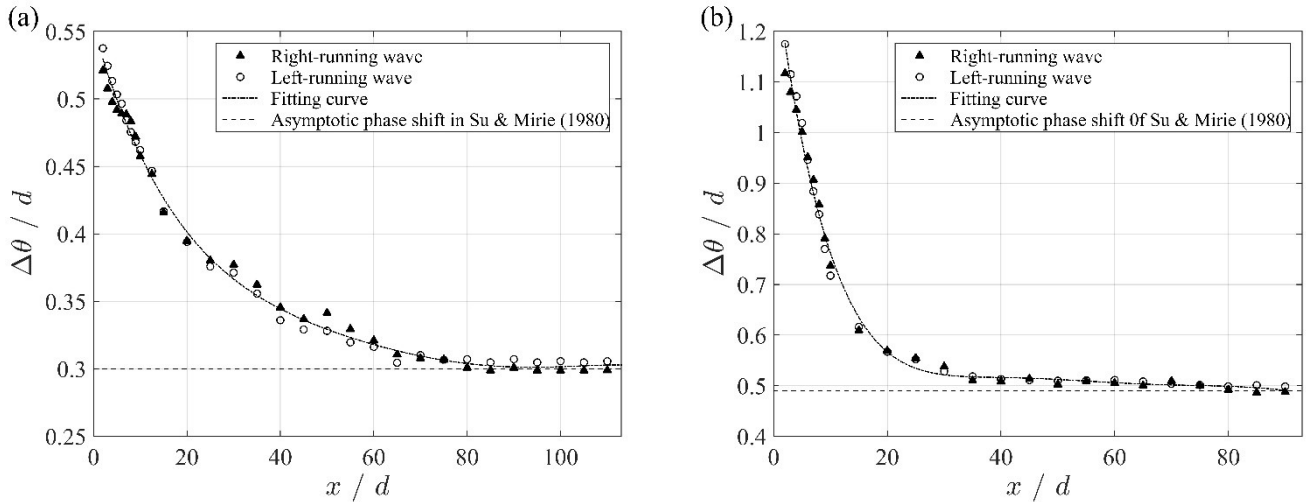 (a)
0.55
0.5
0.45
0.4
0.35
0.3
0.25
Δθ / d
Right-running wave
Left-running wave
Fitting curve
Asymptotic phase shift in Su & Mirie (1980)
0 20 40 60 80 100
x / d
(b)
1.2
1.1
1
0.9
0.8
0.7
0.6
0.5
0.4
Δθ / d
Right-running wave
Left-running wave
Fitting curve
Asymptotic phase shift 0f Su & Mirie (1980)
0 20 40 60 80
x / d